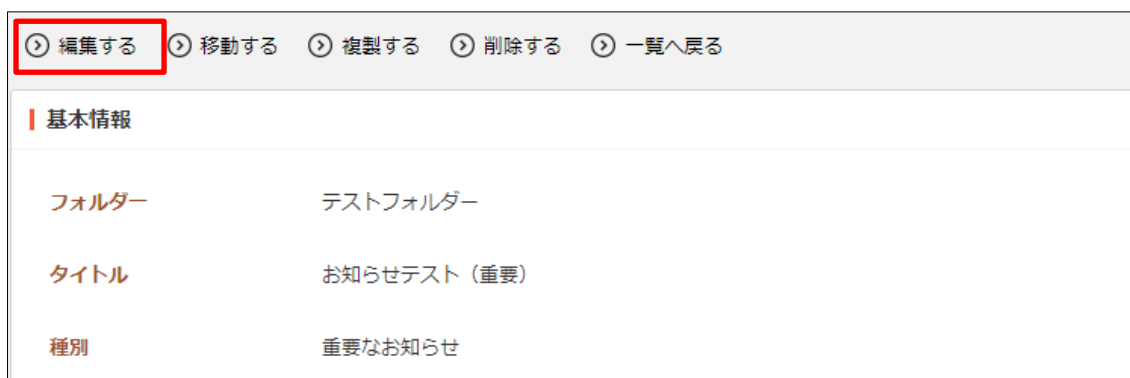 編集する 移動する 複製する 削除する 一覧へ戻る
基本情報
フォルダー テストフォルダー
タイトル お知らせテスト（重要）
種別 重要なお知らせ